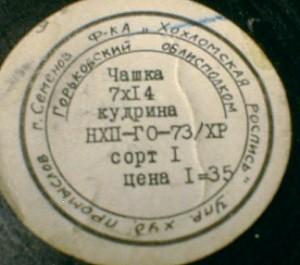 г. Семенов Ф-КА „Хохломская роспись" Упр. худ. промыслов
Горьковский облисполком
Чашка
7х14
кудрина
НХП-ГО-73/ХР
сорт I
цена I=35